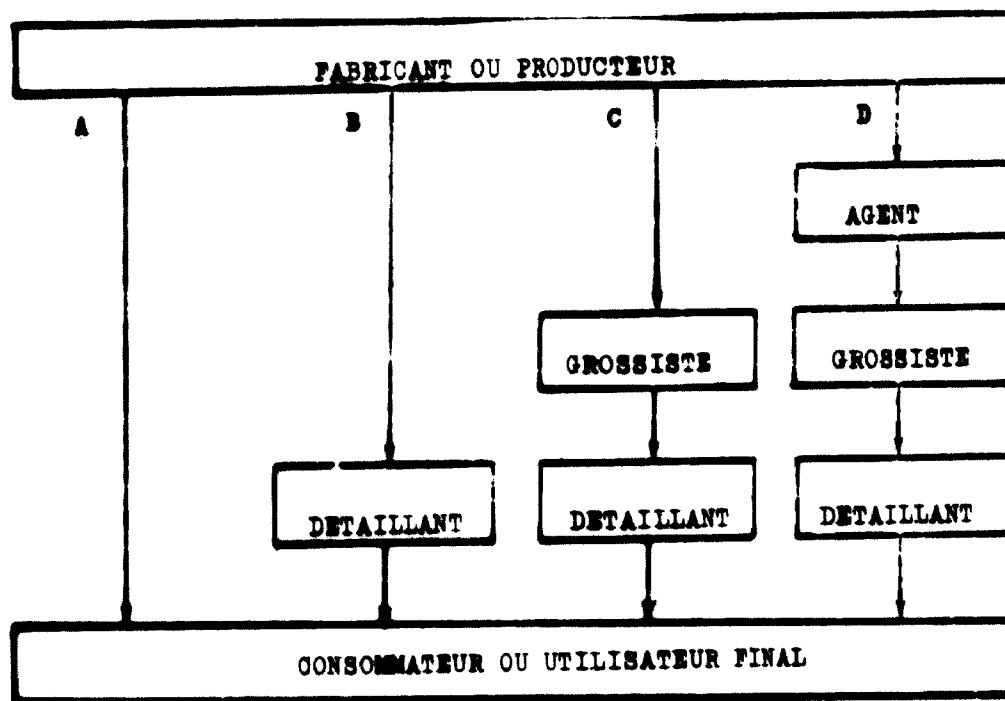 FABRICANT OU PRODUCTEUR
A
B
C
D
AGENT
GROSSISTE
GROSSISTE
DETAILLANT
DETAILLANT
DETAILLANT
CONSOMMATEUR OU UTILISATEUR FINAL